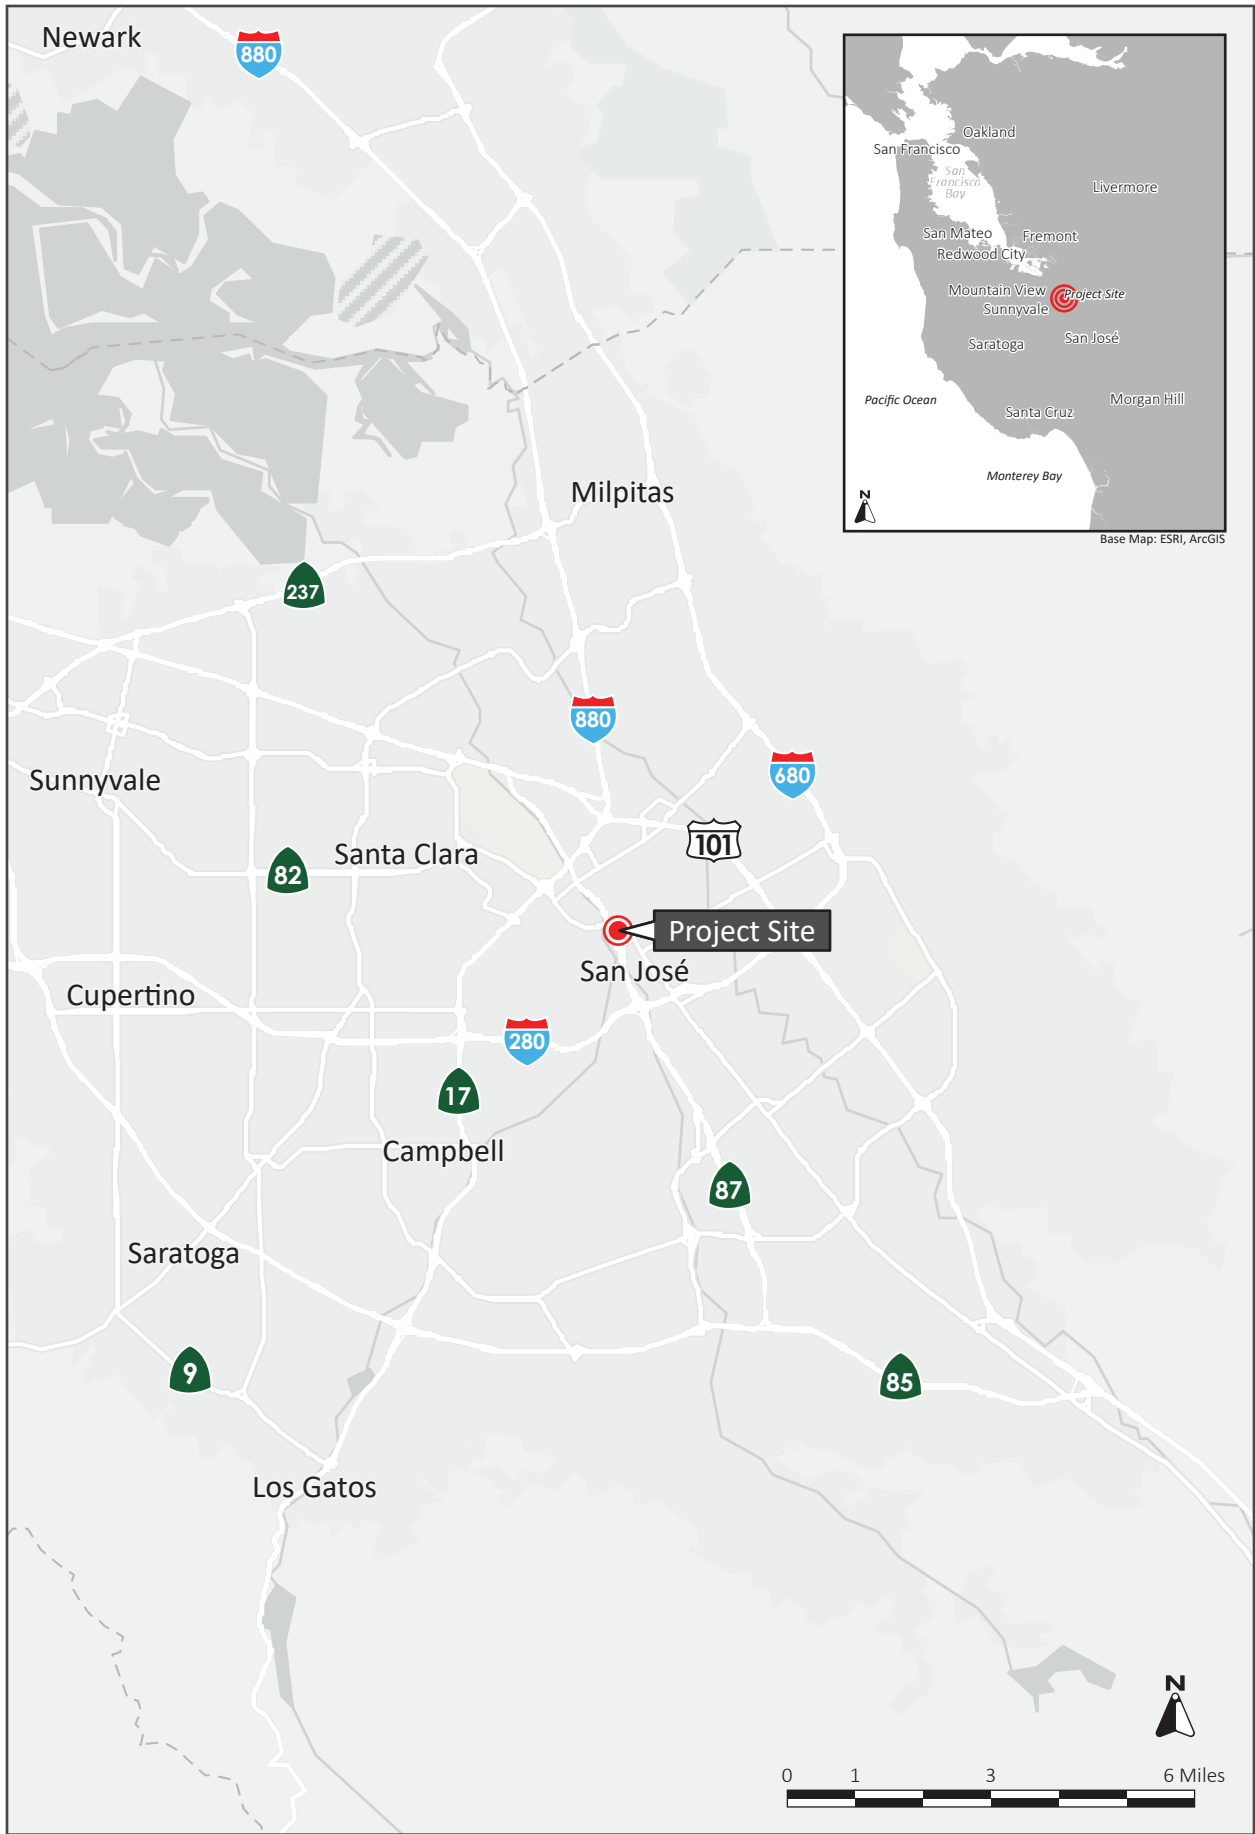 Newark
880
Oakland
San Francisco
San
Francisco
Bay
Livermore
San Mateo
Fremont
Redwood City
Mountain View
Project Site
Sunnyvale
San José
Saratoga
Pacific Ocean
Morgan Hill
Santa Cruz
Monterey Bay
N
Base Map: ESRI, ArcGIS
Milpitas
237
880
680
Sunnyvale
101
Santa Clara
82
Project Site
San José
Cupertino
280
17
Campbell
87
Saratoga
9
85
Los Gatos
N
0 1 3 6 Miles